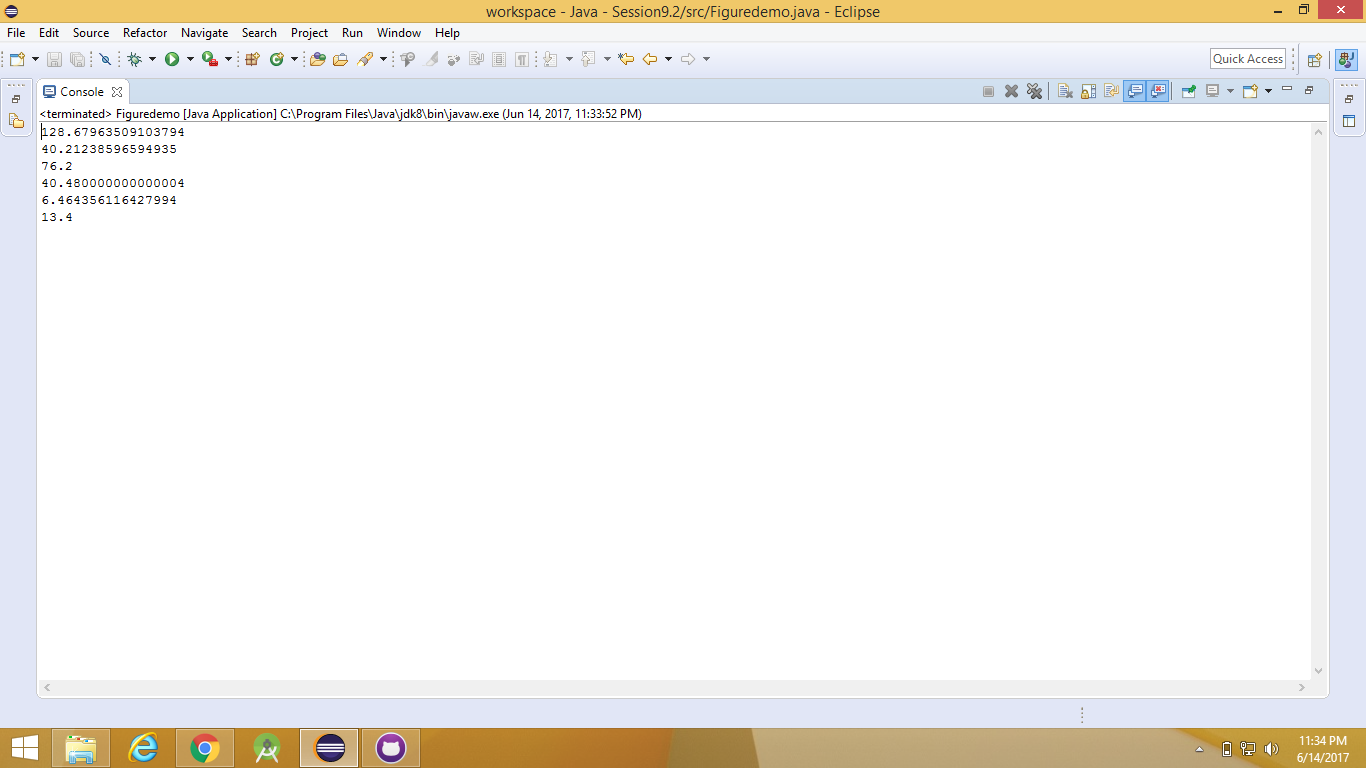 workspace - Java - Session9.2/src/Figuredemo.java - Eclipse
File Edit Source Refactor Navigate Search Project Run Window Help
Quick Access
Console
<terminated> Figuredemo [Java Application] C:\Program Files\Java\jdk8\bin\javaw.exe (Jun 14, 2017, 11:33:52 PM)
128.67963509103794
40.21238596594935
76.2
40.480000000000004
6.464356116427994
13.4
11:34 PM
6/14/2017